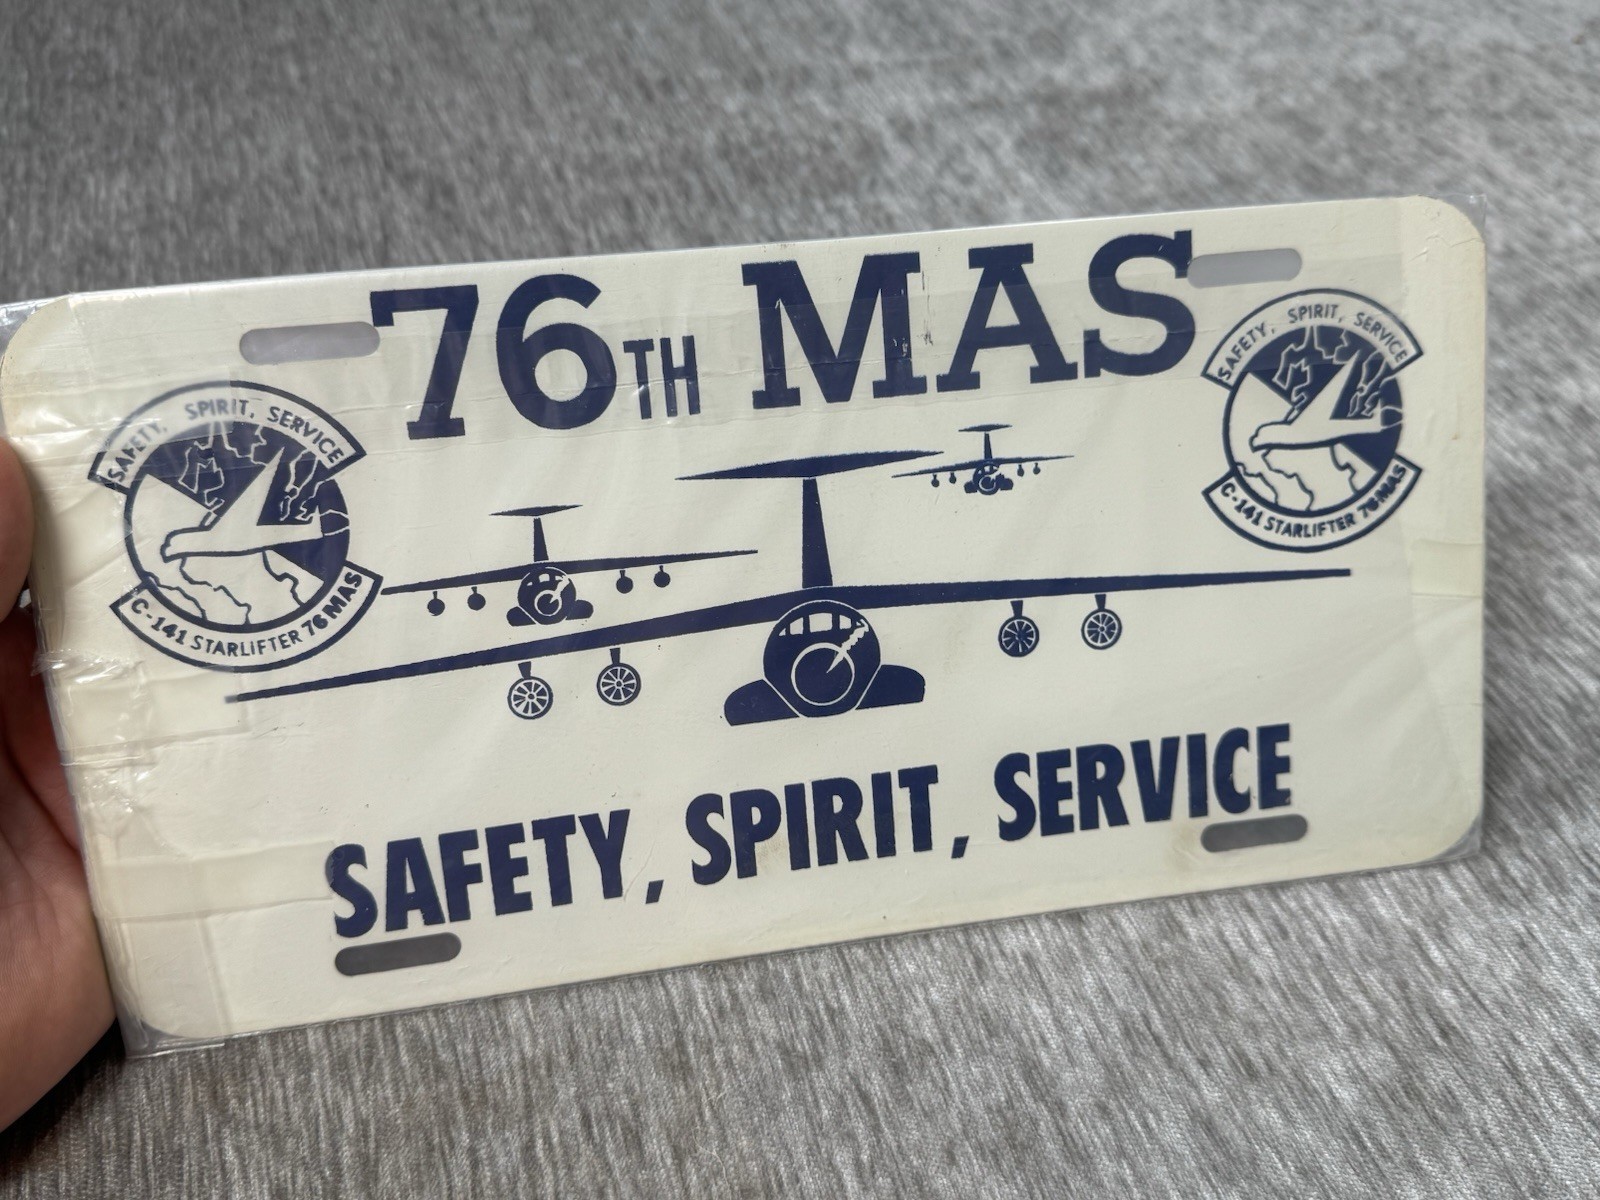 76TH MAS
SAFETY, SPIRIT, SERVICE
C-141 STARLIFTER 76 MAS
SAFETY, SPIRIT, SERVICE
C-141 STARLIFTER 76 MAS
SAFETY, SPIRIT, SERVICE